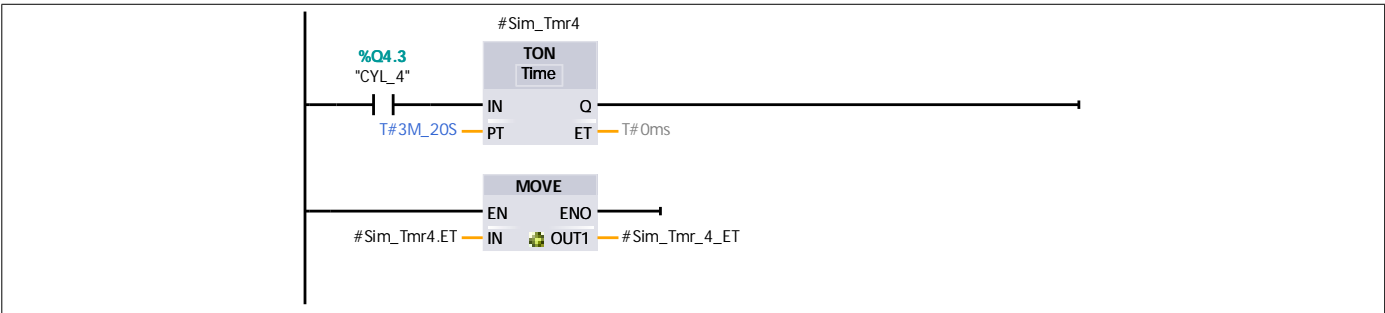 #Sim_Tmr4
%Q4.3
"CYL_4"
TON
Time
IN Q
T#3M_20S PT ET T#0ms
MOVE
EN ENO
#Sim_Tmr4.ET IN OUT1 #Sim_Tmr_4_ET